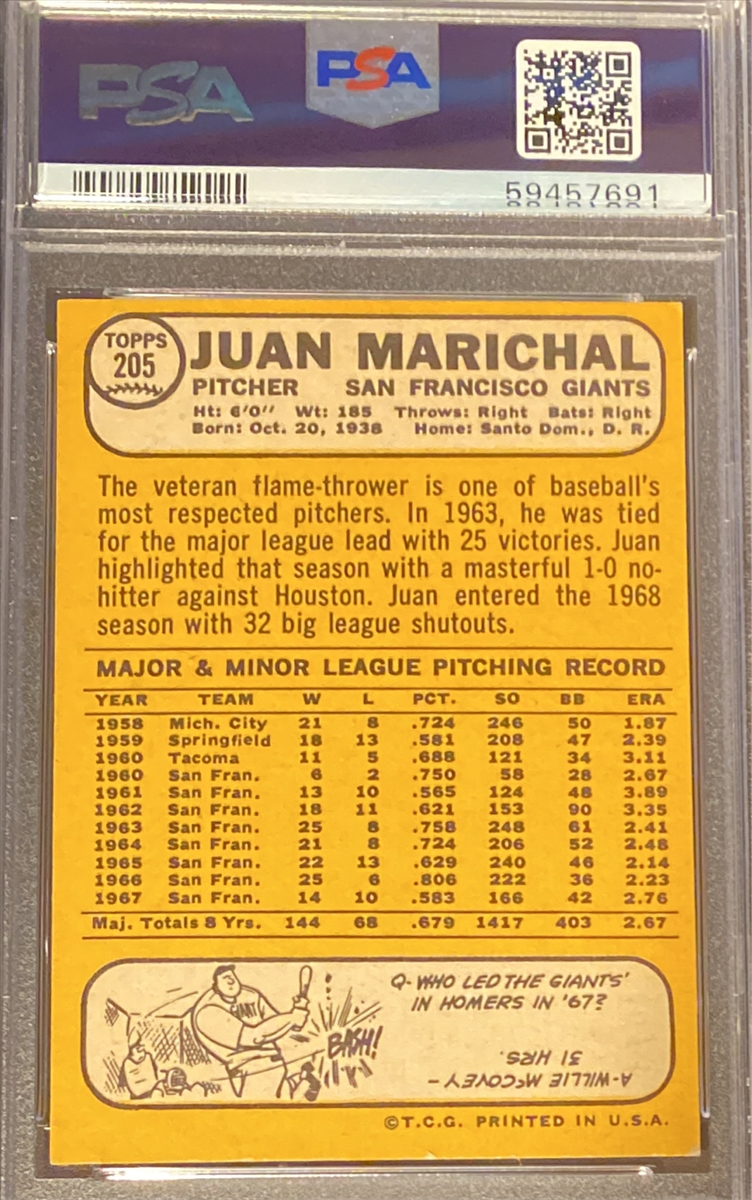 PSA PSA
59457691
TOPPS
205
JUAN MARICHAL
PITCHER SAN FRANCISCO GIANTS
Ht: 6'0" Wt: 185 Throws: Right Bats: Right
Born: Oct. 20, 1938 Home: Santo Dom., D. R.
The veteran flame-thrower is one of baseball's
most respected pitchers. In 1963, he was tied
for the major league lead with 25 victories. Juan
highlighted that season with a masterful 1-0 no-
hitter against Houston. Juan entered the 1968
season with 32 big league shutouts.
MAJOR & MINOR LEAGUE PITCHING RECORD
YEAR TEAM W L PCT. SO BB ERA
1958 Mich. City 21 8 .724 246 50 1.87
1959 Springfield 18 13 .581 208 47 2.39
1960 Tacoma 11 5 .688 121 34 3.11
1960 San Fran. 6 2 .750 58 28 2.67
1961 San Fran. 13 10 .565 124 48 3.89
1962 San Fran. 18 11 .621 153 90 3.35
1963 San Fran. 25 8 .758 248 61 2.41
1964 San Fran. 21 8 .724 206 52 2.48
1965 San Fran. 22 13 .629 240 46 2.14
1966 San Fran. 25 6 .806 222 36 2.23
1967 San Fran. 14 10 .583 166 42 2.76
Maj. Totals 8 Yrs. 144 68 .679 1417 403 2.67
GIANT
BASH!
Q- WHO LED THE GIANTS'
IN HOMERS IN '67?
A-WILLIE McCOVEY -
31 HRS.
©T.C.G. PRINTED IN U.S.A.